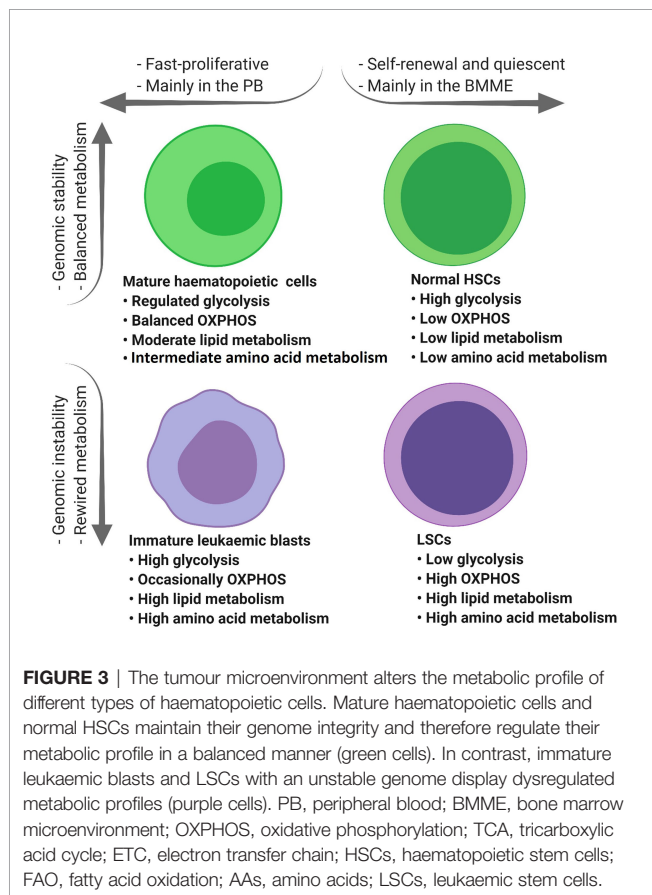 - Fast-proliferative
- Mainly in the PB
- Self-renewal and quiescent
- Mainly in the BMME
- Genomic stability
- Balanced metabolism
Mature haematopoietic cells
• Regulated glycolysis
• Balanced OXPHOS
• Moderate lipid metabolism
• Intermediate amino acid metabolism
Normal HSCs
• High glycolysis
• Low OXPHOS
• Low lipid metabolism
• Low amino acid metabolism
- Genomic instability
- Rewired metabolism
Immature leukaemic blasts
• High glycolysis
• Occasionally OXPHOS
• High lipid metabolism
• High amino acid metabolism
LSCs
• Low glycolysis
• High OXPHOS
• High lipid metabolism
• High amino acid metabolism
FIGURE 3 | The tumour microenvironment alters the metabolic profile of
different types of haematopoietic cells. Mature haematopoietic cells and
normal HSCs maintain their genome integrity and therefore regulate their
metabolic profile in a balanced manner (green cells). In contrast, immature
leukaemic blasts and LSCs with an unstable genome display dysregulated
metabolic profiles (purple cells). PB, peripheral blood; BMME, bone marrow
microenvironment; OXPHOS, oxidative phosphorylation; TCA, tricarboxylic
acid cycle; ETC, electron transfer chain; HSCs, haematopoietic stem cells;
FAO, fatty acid oxidation; AAs, amino acids; LSCs, leukaemic stem cells.